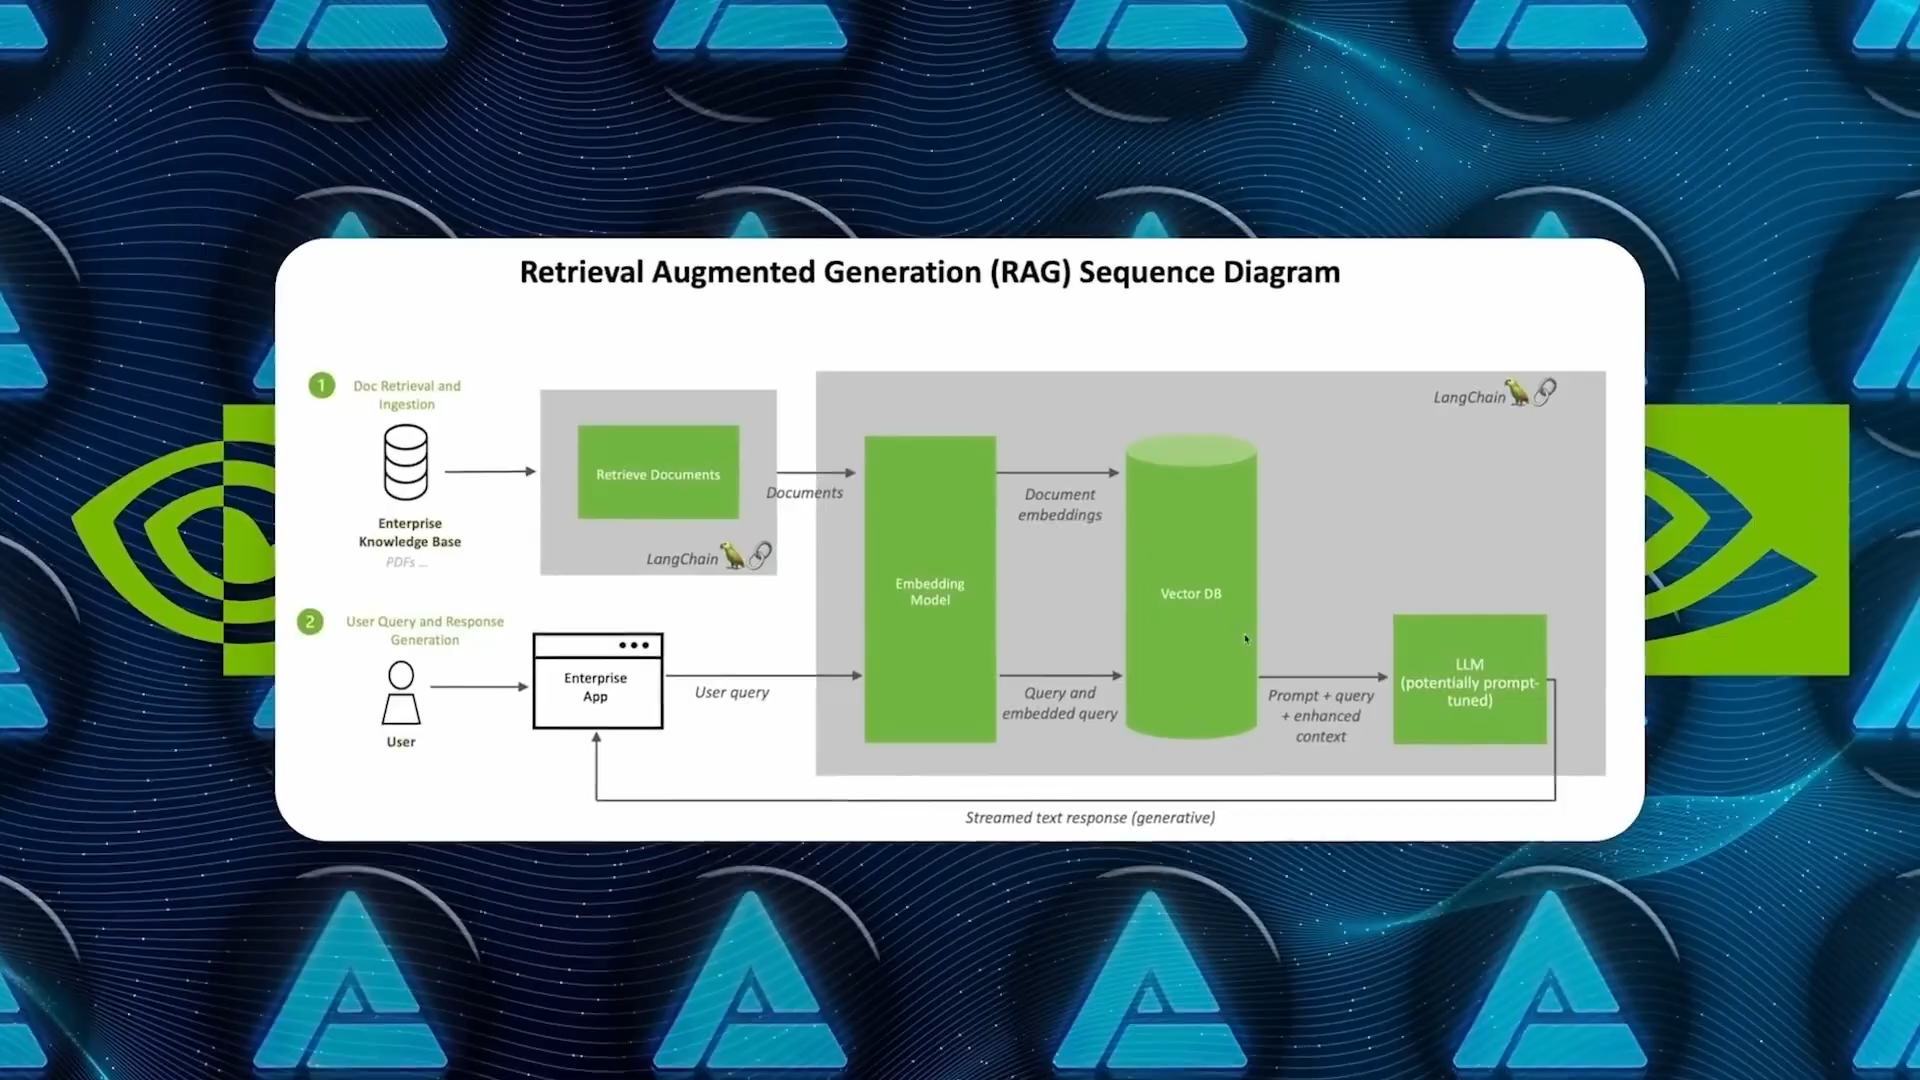 Retrieval Augmented Generation (RAG) Sequence Diagram
1
Doc Retrieval and
Ingestion
Enterprise
Knowledge Base
PDFs ...
Retrieve Documents
LangChain
Documents
LangChain
Embedding
Model
Document
embeddings
Vector DB
2
User Query and Response
Generation
User
Enterprise
App
User query
Query and
embedded query
Prompt + query
+ enhanced
context
LLM
(potentially prompt-
tuned)
Streamed text response (generative)